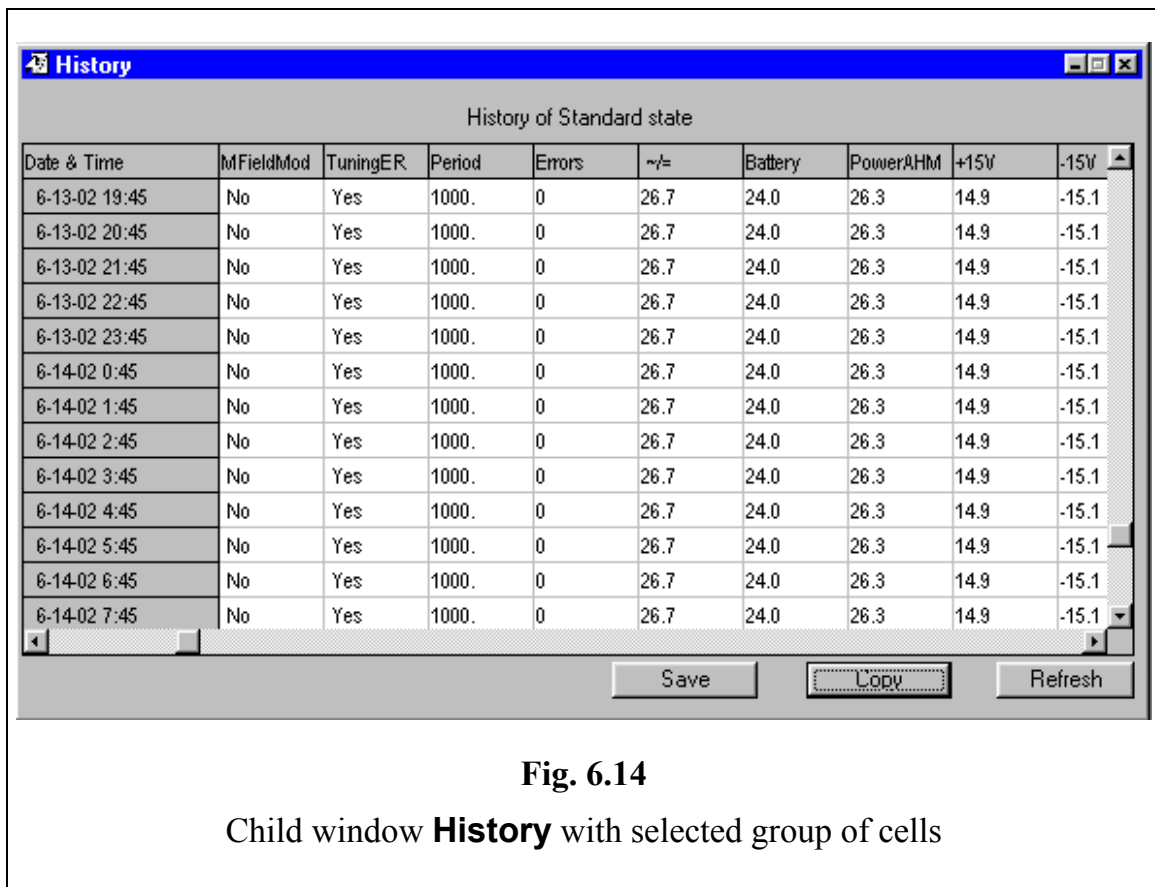 History
History of Standard state
Date & Time MFieldMod TuningER Period Errors ~/= Battery PowerAHM +15V -15V
6-13-02 19:45 No Yes 1000. 0 26.7 24.0 26.3 14.9 -15.1
6-13-02 20:45 No Yes 1000. 0 26.7 24.0 26.3 14.9 -15.1
6-13-02 21:45 No Yes 1000. 0 26.7 24.0 26.3 14.9 -15.1
6-13-02 22:45 No Yes 1000. 0 26.7 24.0 26.3 14.9 -15.1
6-13-02 23:45 No Yes 1000. 0 26.7 24.0 26.3 14.9 -15.1
6-14-02 0:45 No Yes 1000. 0 26.7 24.0 26.3 14.9 -15.1
6-14-02 1:45 No Yes 1000. 0 26.7 24.0 26.3 14.9 -15.1
6-14-02 2:45 No Yes 1000. 0 26.7 24.0 26.3 14.9 -15.1
6-14-02 3:45 No Yes 1000. 0 26.7 24.0 26.3 14.9 -15.1
6-14-02 4:45 No Yes 1000. 0 26.7 24.0 26.3 14.9 -15.1
6-14-02 5:45 No Yes 1000. 0 26.7 24.0 26.3 14.9 -15.1
6-14-02 6:45 No Yes 1000. 0 26.7 24.0 26.3 14.9 -15.1
6-14-02 7:45 No Yes 1000. 0 26.7 24.0 26.3 14.9 -15.1
Save Copy Refresh
Fig. 6.14
Child window History with selected group of cells